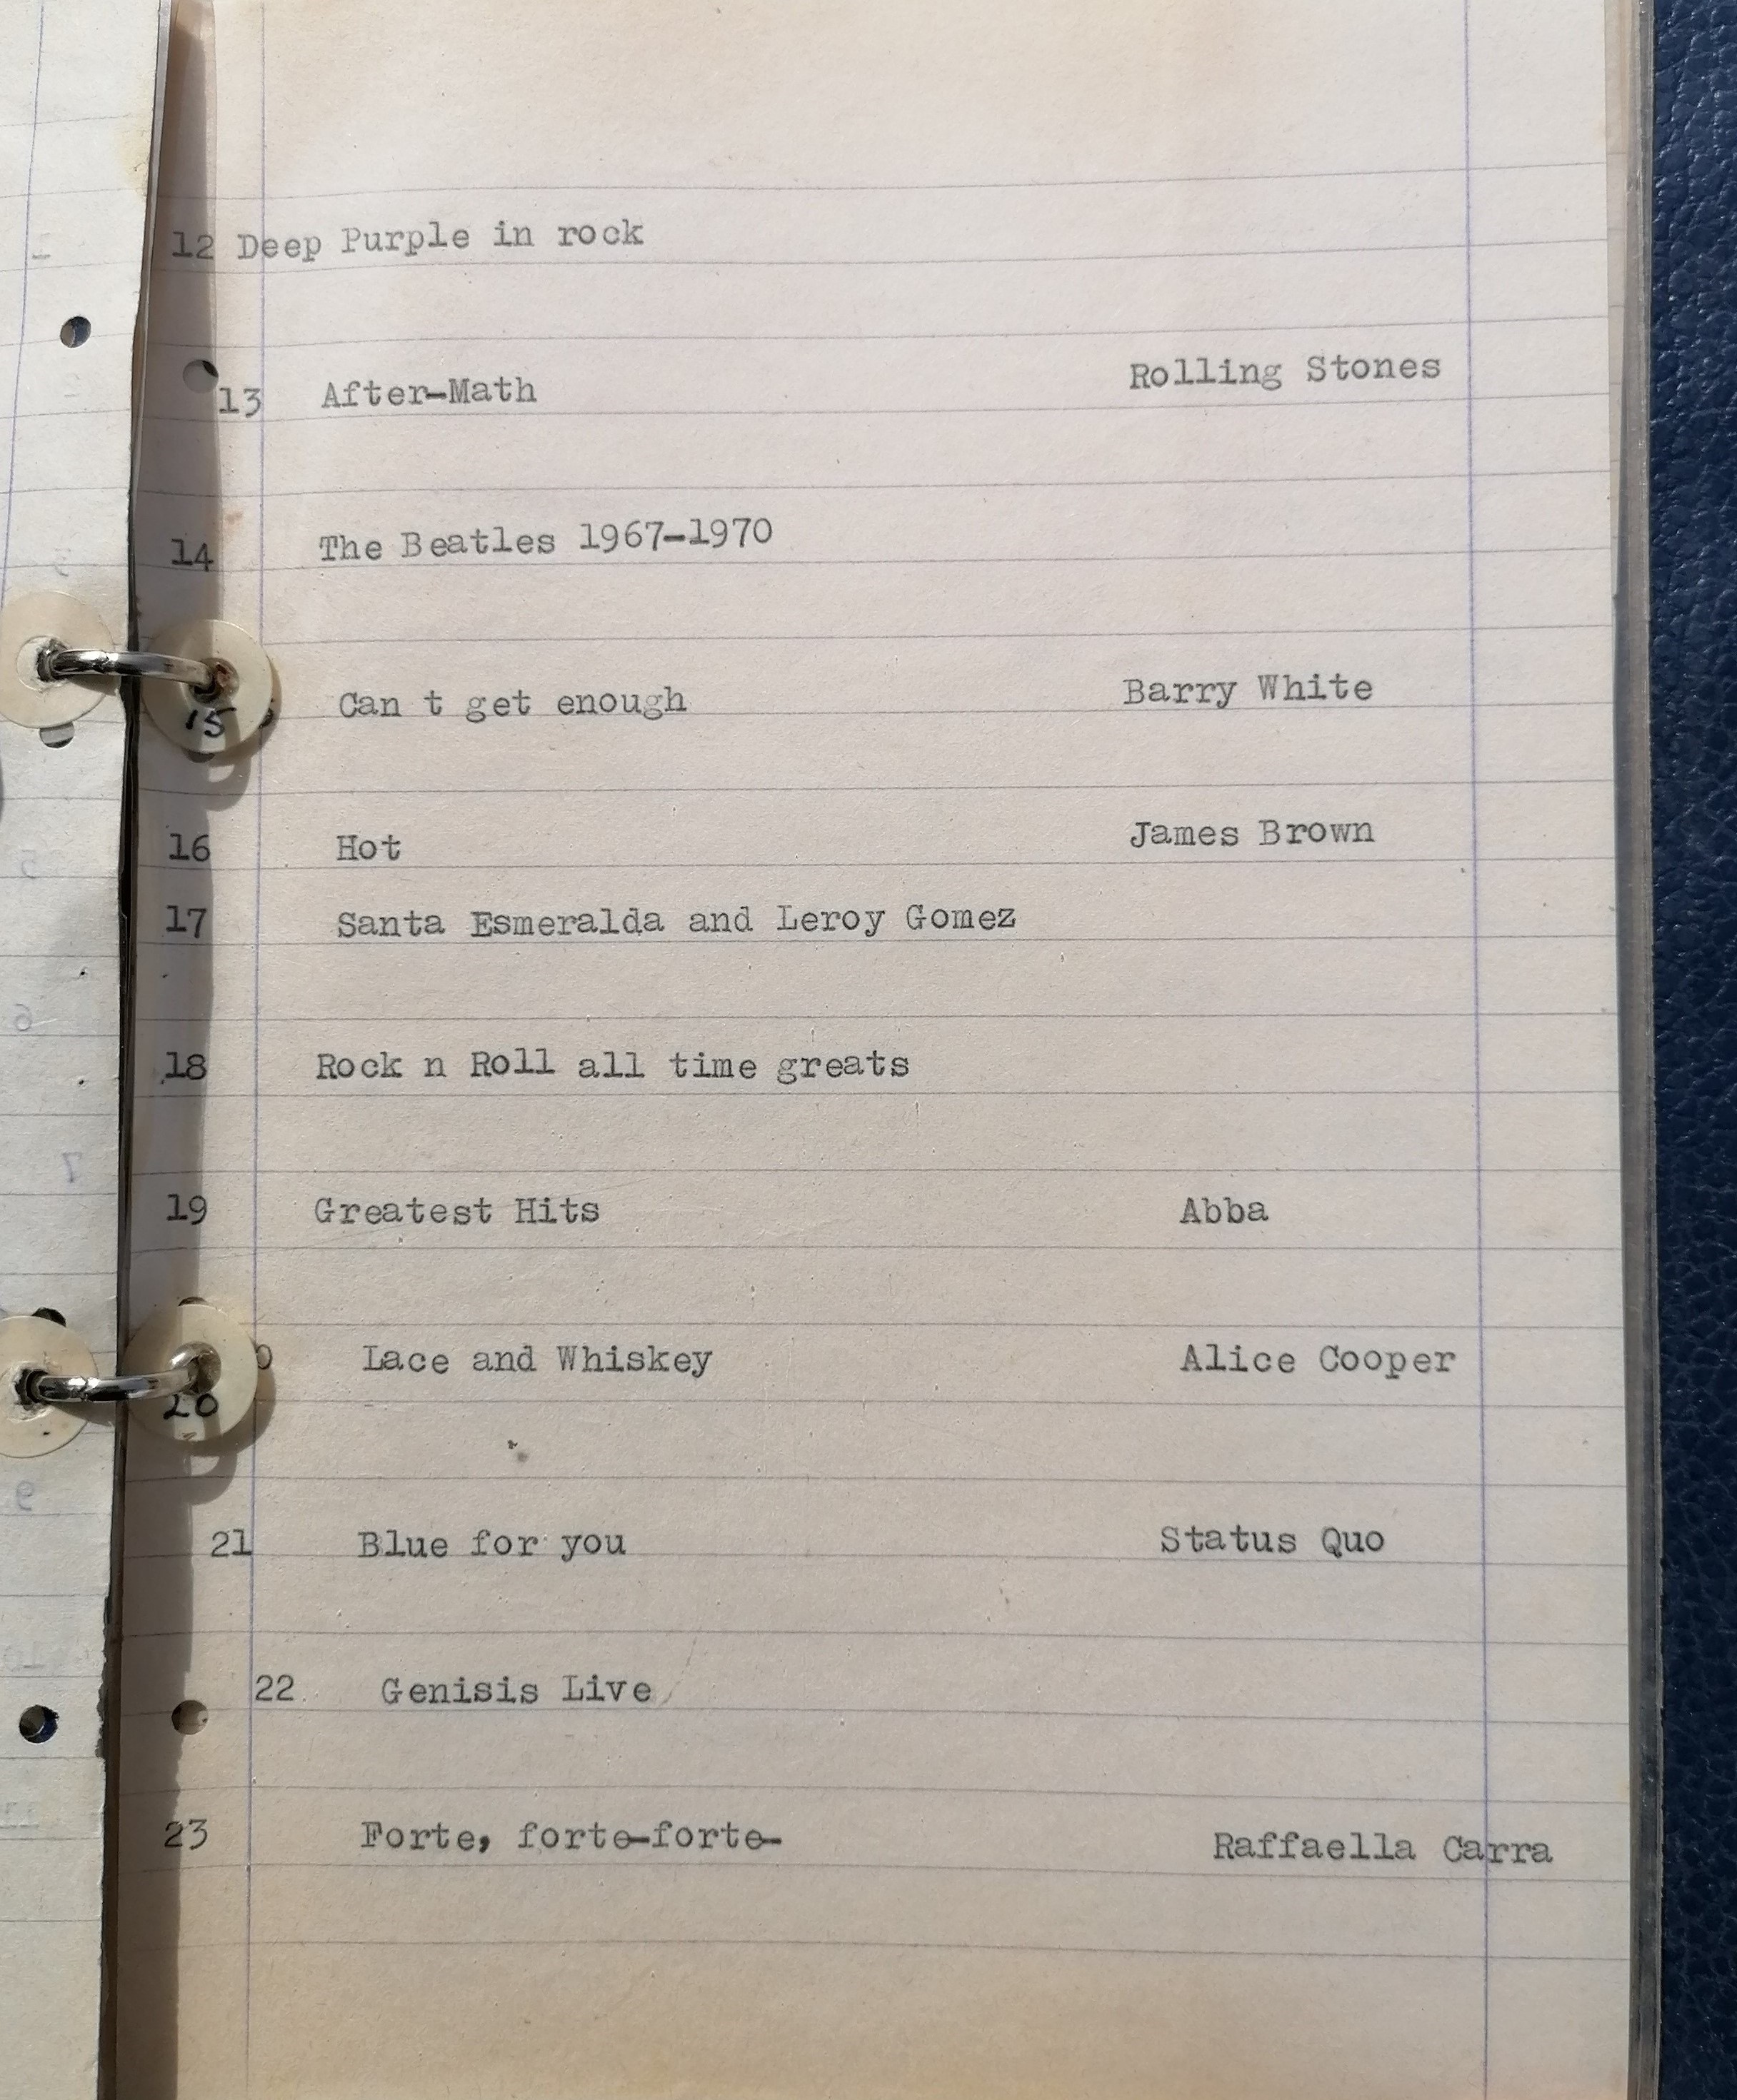 12 Deep Purple in rock
13 After-Math Rolling Stones
14 The Beatles 1967-1970
15 Can t get enough Barry White
16 Hot James Brown
17 Santa Esmeralda and Leroy Gomez
18 Rock n Roll all time greats
19 Greatest Hits Abba
20 Lace and Whiskey Alice Cooper
21 Blue for you Status Quo
22 Genisis Live
23 Forte, forte-forte- Raffaella Carra